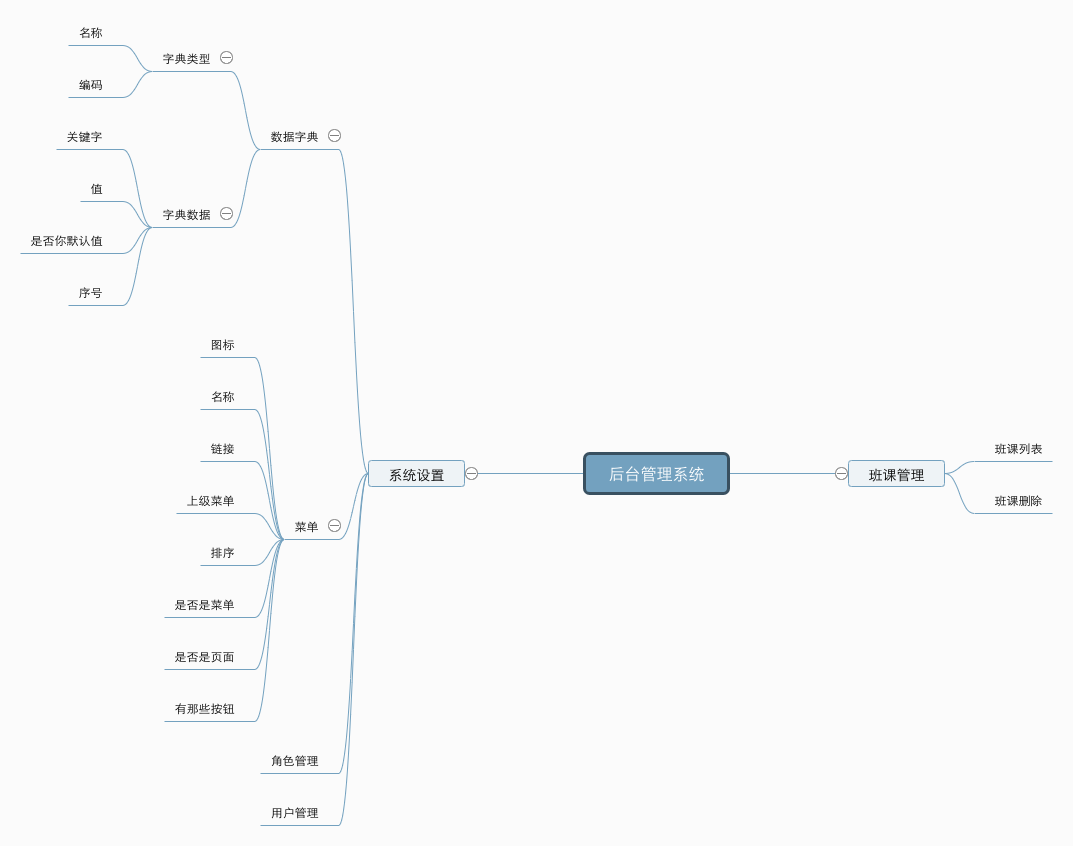 名称
字典类型
编码
关键字
数据字典
值
字典数据
是否你默认值
序号
图标
名称
链接
上级菜单
菜单
排序
是否是菜单
是否是页面
有那些按钮
角色管理
用户管理
系统设置
后台管理系统
班课管理
班课列表
班课删除